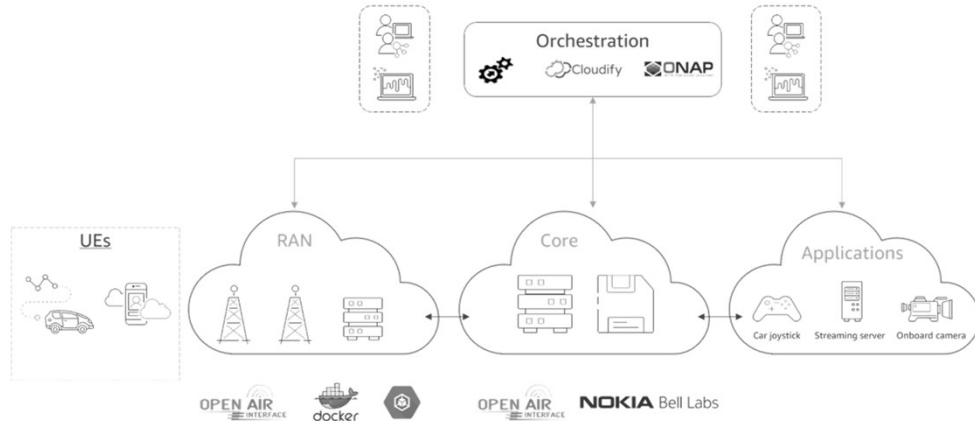 Orchestration
Cloudify
ONAP
UEs
RAN
Core
Applications
Car joystick
Streaming server
Onboard camera
OPEN AIR
INTERFACE
docker
OPEN AIR
INTERFACE
NOKIA Bell Labs